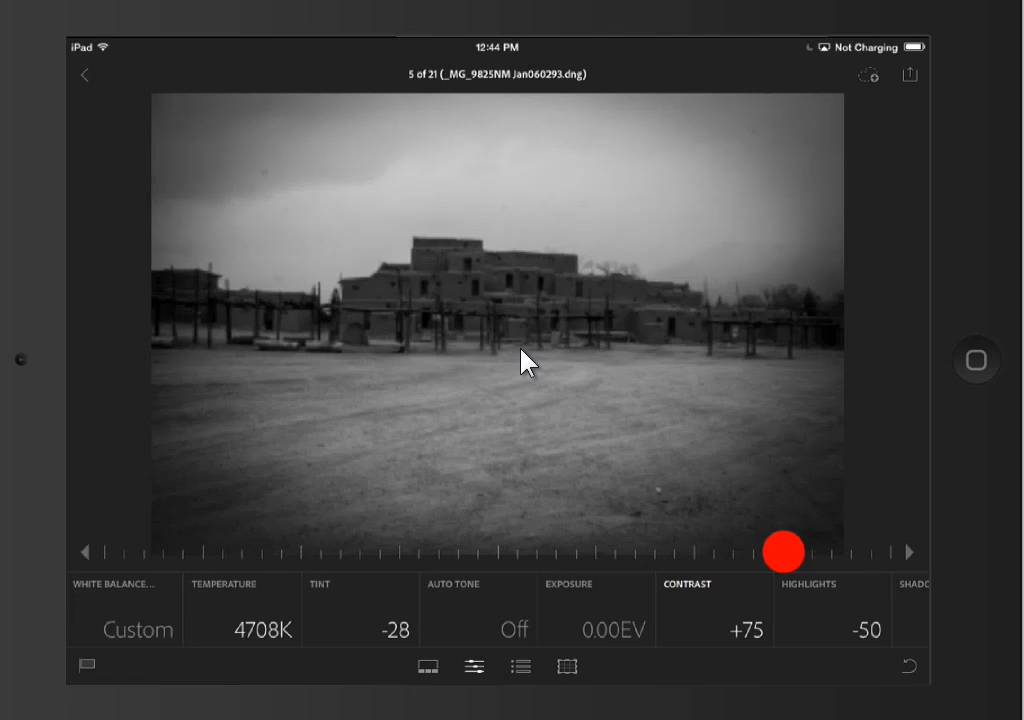 iPad 12:44 PM Not Charging
5 of 21 (_MG_9825NM Jan060293.dng)
WHITE BALANCE... TEMPERATURE TINT AUTO TONE EXPOSURE CONTRAST HIGHLIGHTS SHADC
Custom 4708K -28 Off 0.00EV +75 -50